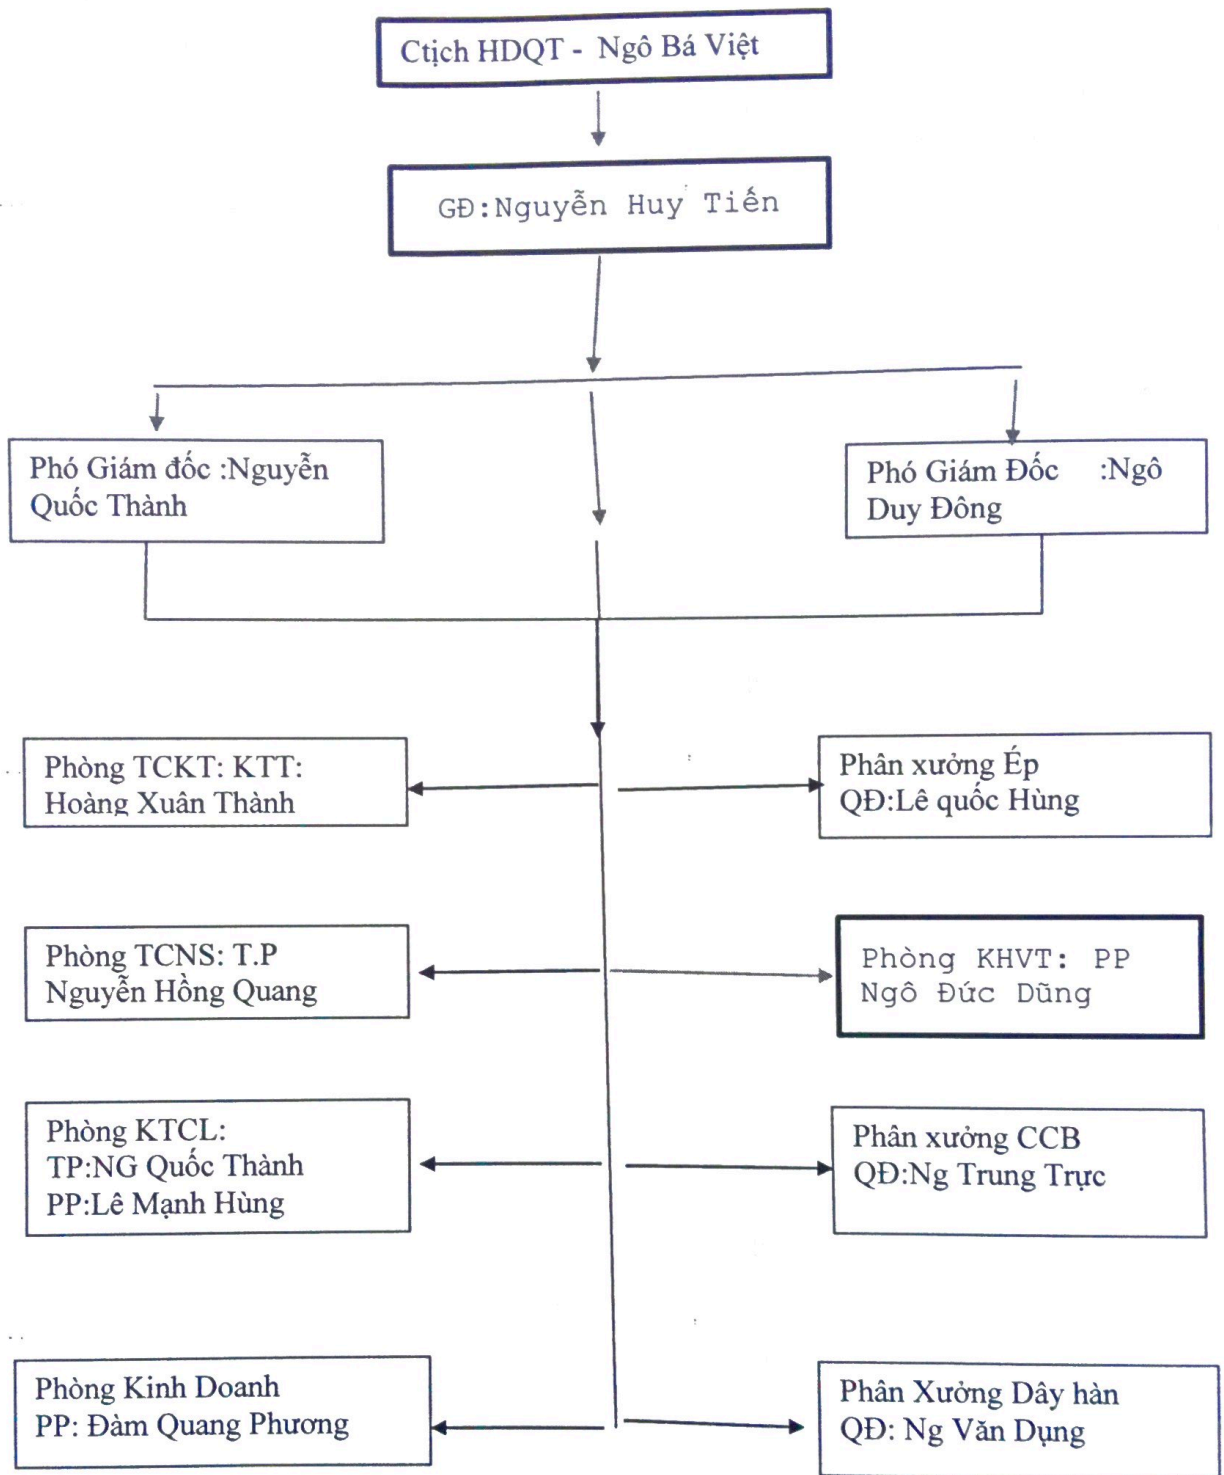 Ctịch HDQT - Ngô Bá Việt
GĐ:Nguyễn Huy Tiến
Phó Giám đốc :Nguyễn
Quốc Thành
Phó Giám Đốc :Ngô
Duy Đông
Phòng TCKT: KTT:
Hoàng Xuân Thành
Phân xưởng Ép
QĐ:Lê quốc Hùng
Phòng TCNS: T.P
Nguyễn Hồng Quang
Phòng KHVT: PP
Ngô Đức Dũng
Phòng KTCL:
TP:NG Quốc Thành
PP:Lê Mạnh Hùng
Phân xưởng CCB
QĐ:Ng Trung Trực
Phòng Kinh Doanh
PP: Đàm Quang Phương
Phân Xưởng Dây hàn
QĐ: Ng Văn Dụng